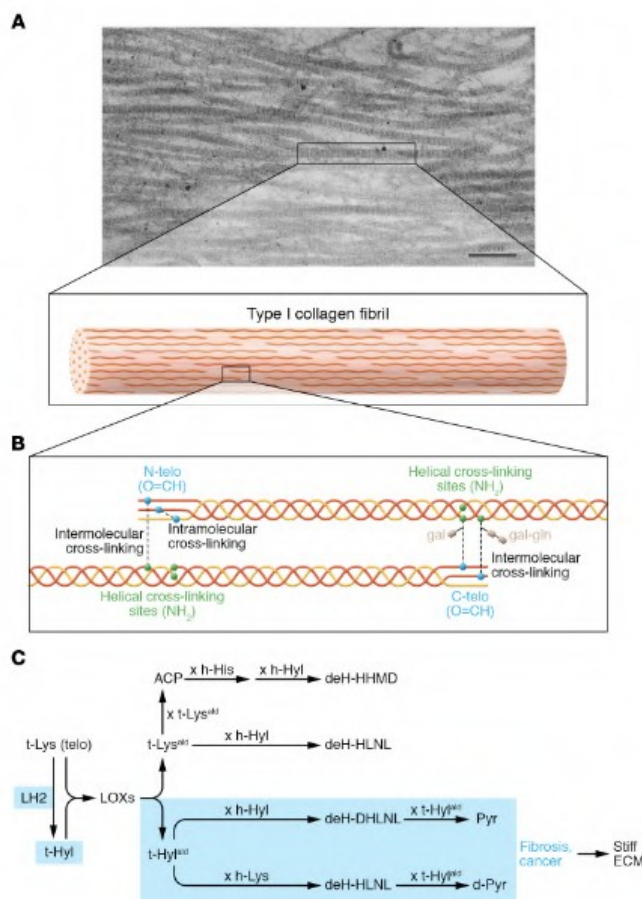 A
Type I collagen fibril
B
N-telo
(O=CH)
Helical cross-linking
sites (NH2)
Intermolecular
cross-linking
Intramolecular
cross-linking
gal
gal-gln
Intermolecular
cross-linking
Helical cross-linking
sites (NH2)
C-telo
(O=CH)
C
ACP x h-His x h-Hyl deH-HHMD
x t-Lysald
t-Lys (telo) t-Lysald x h-Hyl deH-HLNL
LH2 LOXs
t-Hyl
x h-Hyl deH-DHLNL x t-Hylald Pyr
t-Hylald
x h-Lys deH-HLNL x t-Hylald d-Pyr
Fibrosis,
cancer
Stiff
ECM